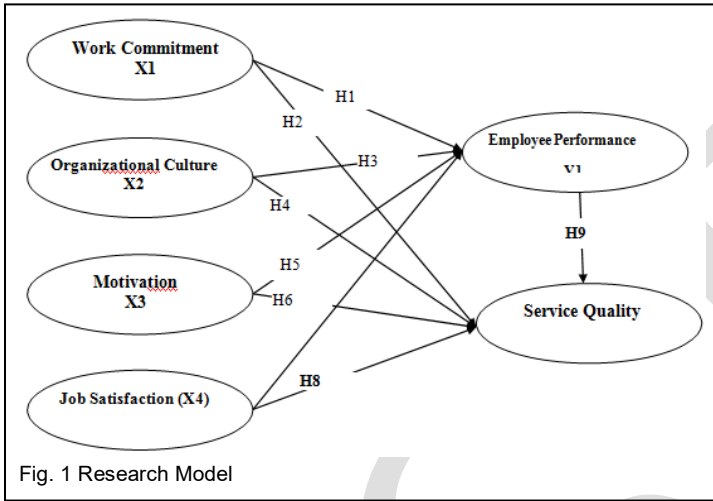 Work Commitment
X1
H1
H2
Employee Performance
Y1
Organizational Culture
X2
H3
H4
H9
Motivation
X3
H5
H6
Service Quality
Job Satisfaction (X4)
H8
Fig. 1 Research Model